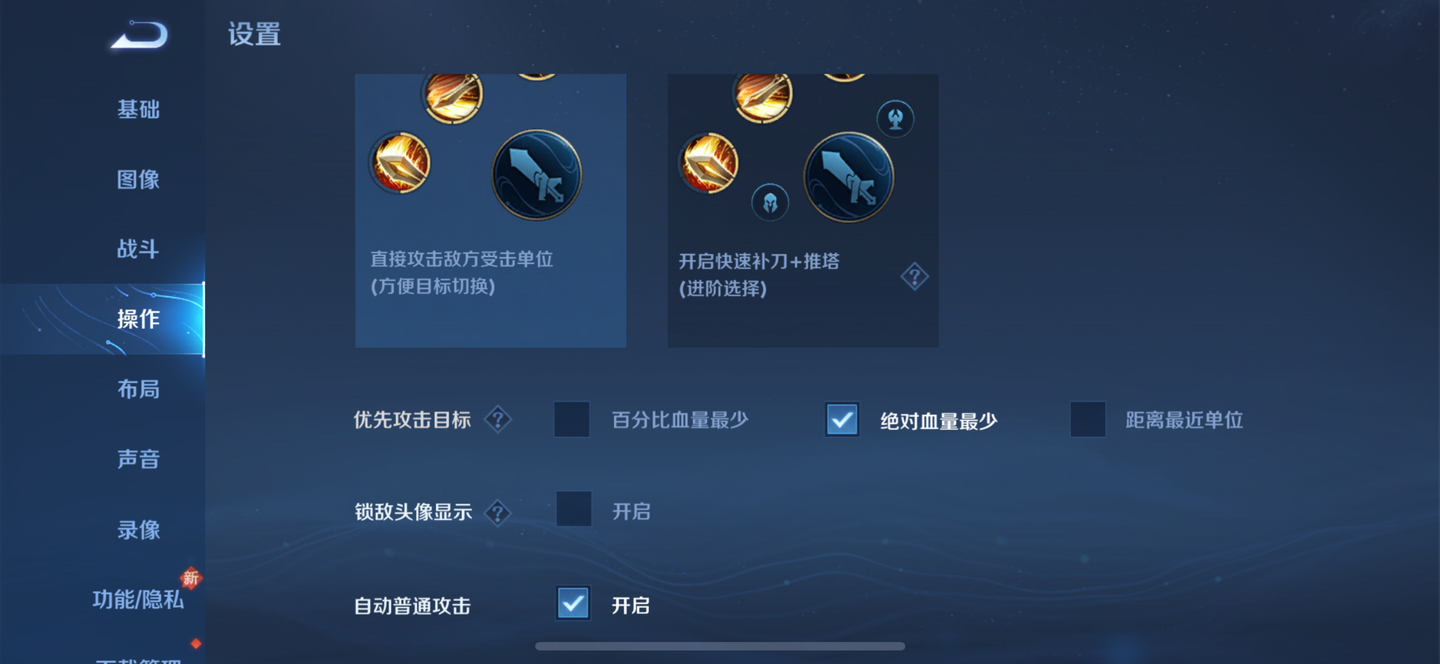 设置
基础
图像
战斗
操作
布局
声音
录像
新
功能/隐私
下载管理
直接攻击敌方受击单位
(方便目标切换)
开启快速补刀+推塔
(进阶选择)
?
优先攻击目标 ? 百分比血量最少 绝对血量最少 距离最近单位
锁敌头像显示 ? 开启
自动普通攻击 开启